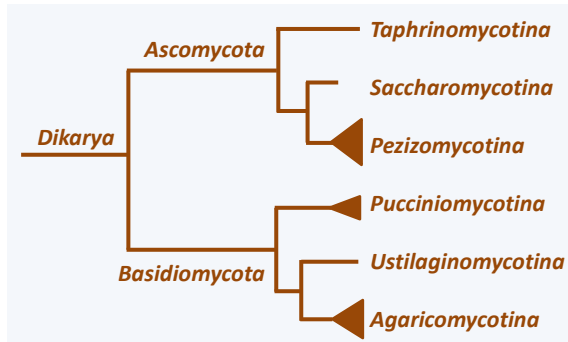 Taphrinomycotina
Ascomycota
Saccharomycotina
Dikarya
Pezizomycotina
Pucciniomycotina
Basidiomycota
Ustilaginomycotina
Agaricomycotina